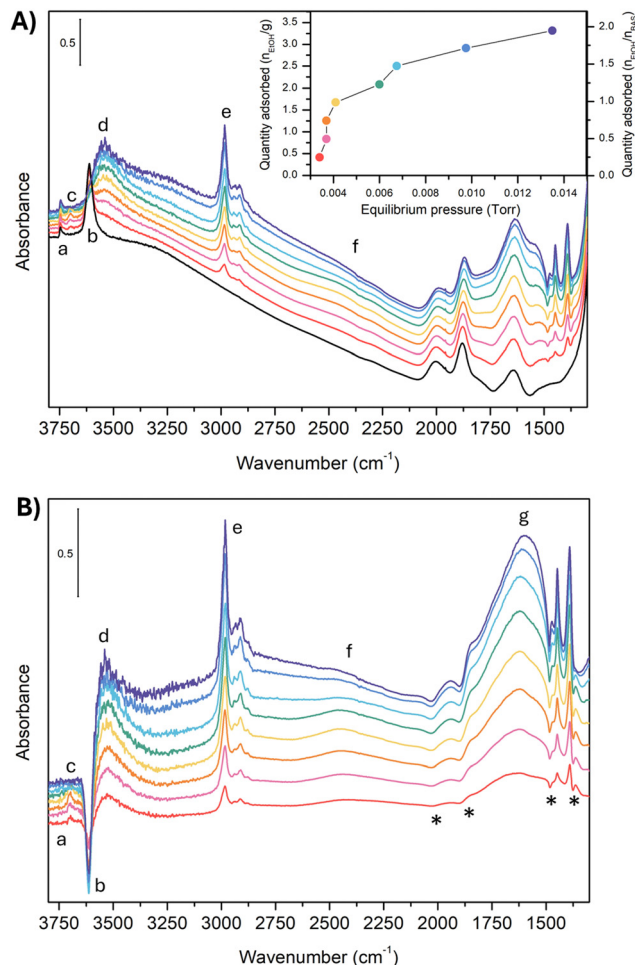 A)
0.5
d
e
c
a
b
f
Absorbance
3750 3500 3250 3000 2750 2500 2250 2000 1750 1500
Wavenumber (cm⁻¹)
Quantity adsorbed (n_EtOH/g)
3.5
3.0
2.5
2.0
1.5
1.0
0.5
0.0
2.0
1.5
1.0
0.5
0.0
Quantity adsorbed (n_EtOH/n_BAS)
0.004 0.006 0.008 0.010 0.012 0.014
Equilibrium pressure (Torr)
B)
0.5
e
g
d
f
c
a
b
* * * *
Absorbance
3750 3500 3250 3000 2750 2500 2250 2000 1750 1500
Wavenumber (cm⁻¹)